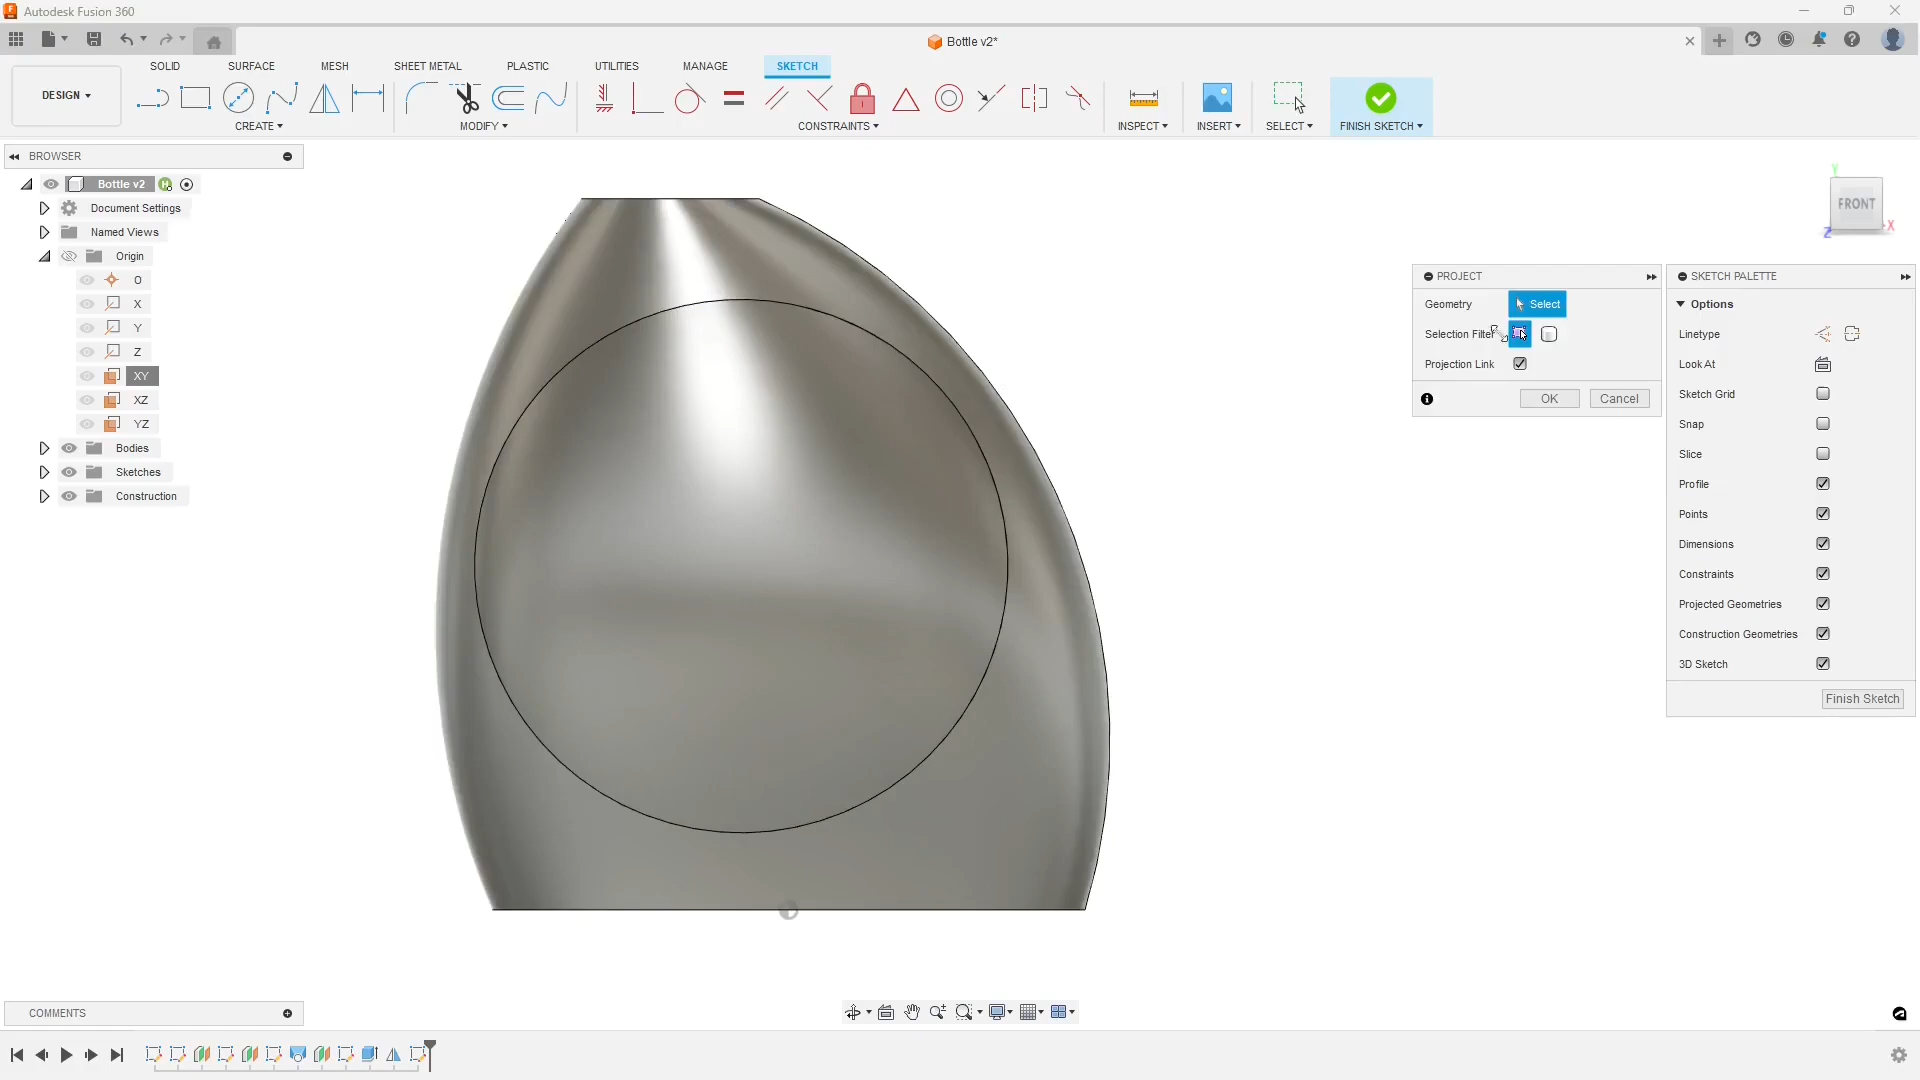 Autodesk Fusion 360
Bottle v2*
SOLID SURFACE MESH SHEET METAL PLASTIC UTILITIES MANAGE SKETCH
DESIGN
CREATE MODIFY CONSTRAINTS INSPECT INSERT SELECT FINISH SKETCH
BROWSER
Bottle v2
Document Settings
Named Views
Origin
O
X
Y
Z
XY
XZ
YZ
Bodies
Sketches
Construction
Y
FRONT
X
Z
PROJECT
Geometry Select
Selection Filter
Projection Link
OK Cancel
SKETCH PALETTE
Options
Linetype
Look At
Sketch Grid
Snap
Slice
Profile
Points
Dimensions
Constraints
Projected Geometries
Construction Geometries
3D Sketch
Finish Sketch
COMMENTS